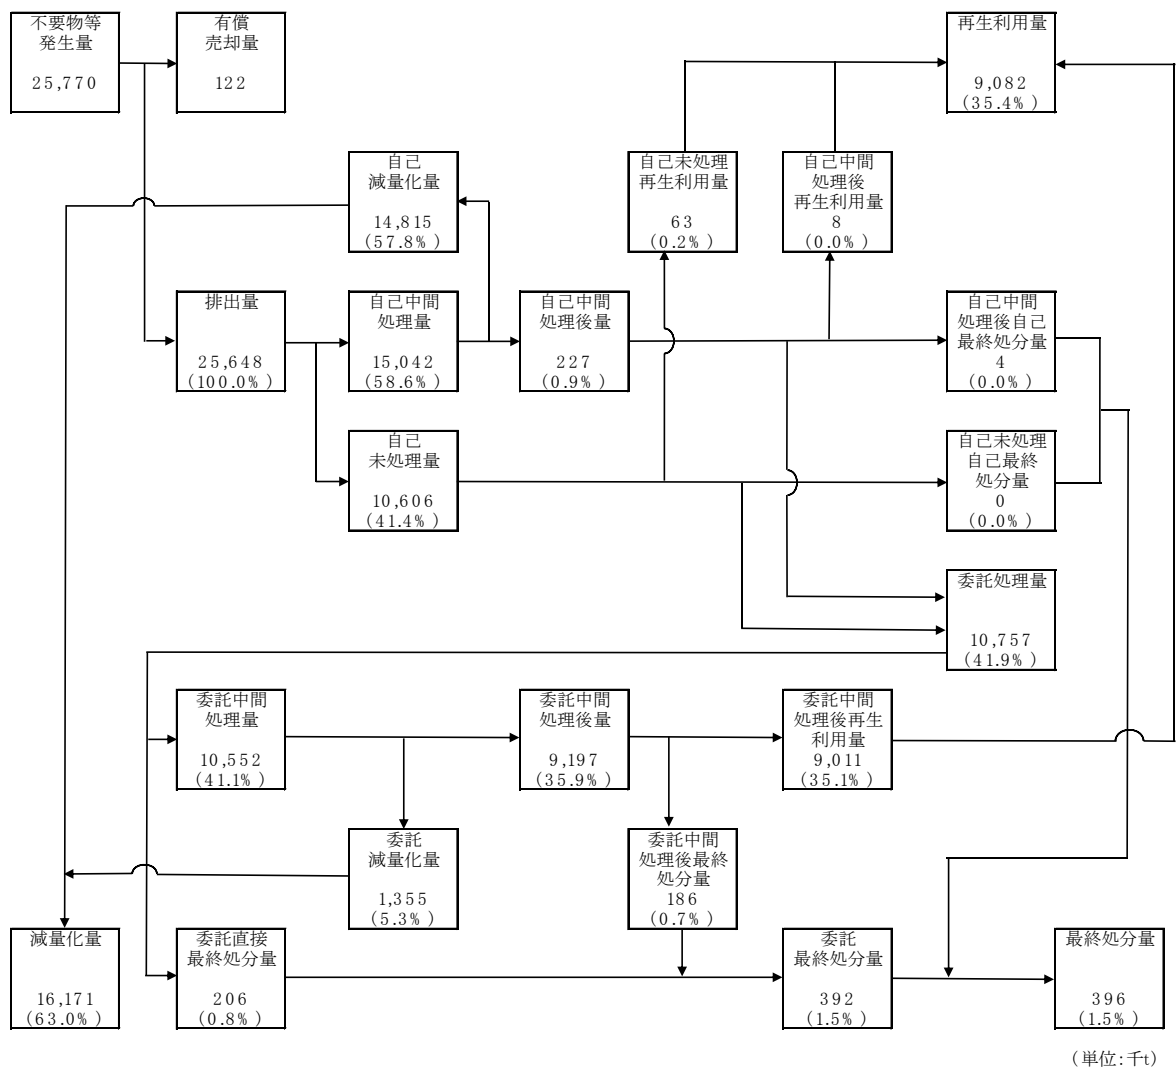 不要物等
発生量
25,770
有償
売却量
122
再生利用量
9,082
(35.4%)
自己
減量化量
14,815
(57.8%)
自己未処理
再生利用量
63
(0.2%)
自己中間
処理後
再生利用量
8
(0.0%)
排出量
25,648
(100.0%)
自己中間
処理量
15,042
(58.6%)
自己中間
処理後量
227
(0.9%)
自己中間
処理後自己
最終処分量
4
(0.0%)
自己
未処理量
10,606
(41.4%)
自己未処理
自己最終
処分量
0
(0.0%)
委託処理量
10,757
(41.9%)
委託中間
処理量
10,552
(41.1%)
委託中間
処理後量
9,197
(35.9%)
委託中間
処理後再生
利用量
9,011
(35.1%)
委託
減量化量
1,355
(5.3%)
委託中間
処理後最終
処分量
186
(0.7%)
減量化量
16,171
(63.0%)
委託直接
最終処分量
206
(0.8%)
委託
最終処分量
392
(1.5%)
最終処分量
396
(1.5%)
(単位:千t)